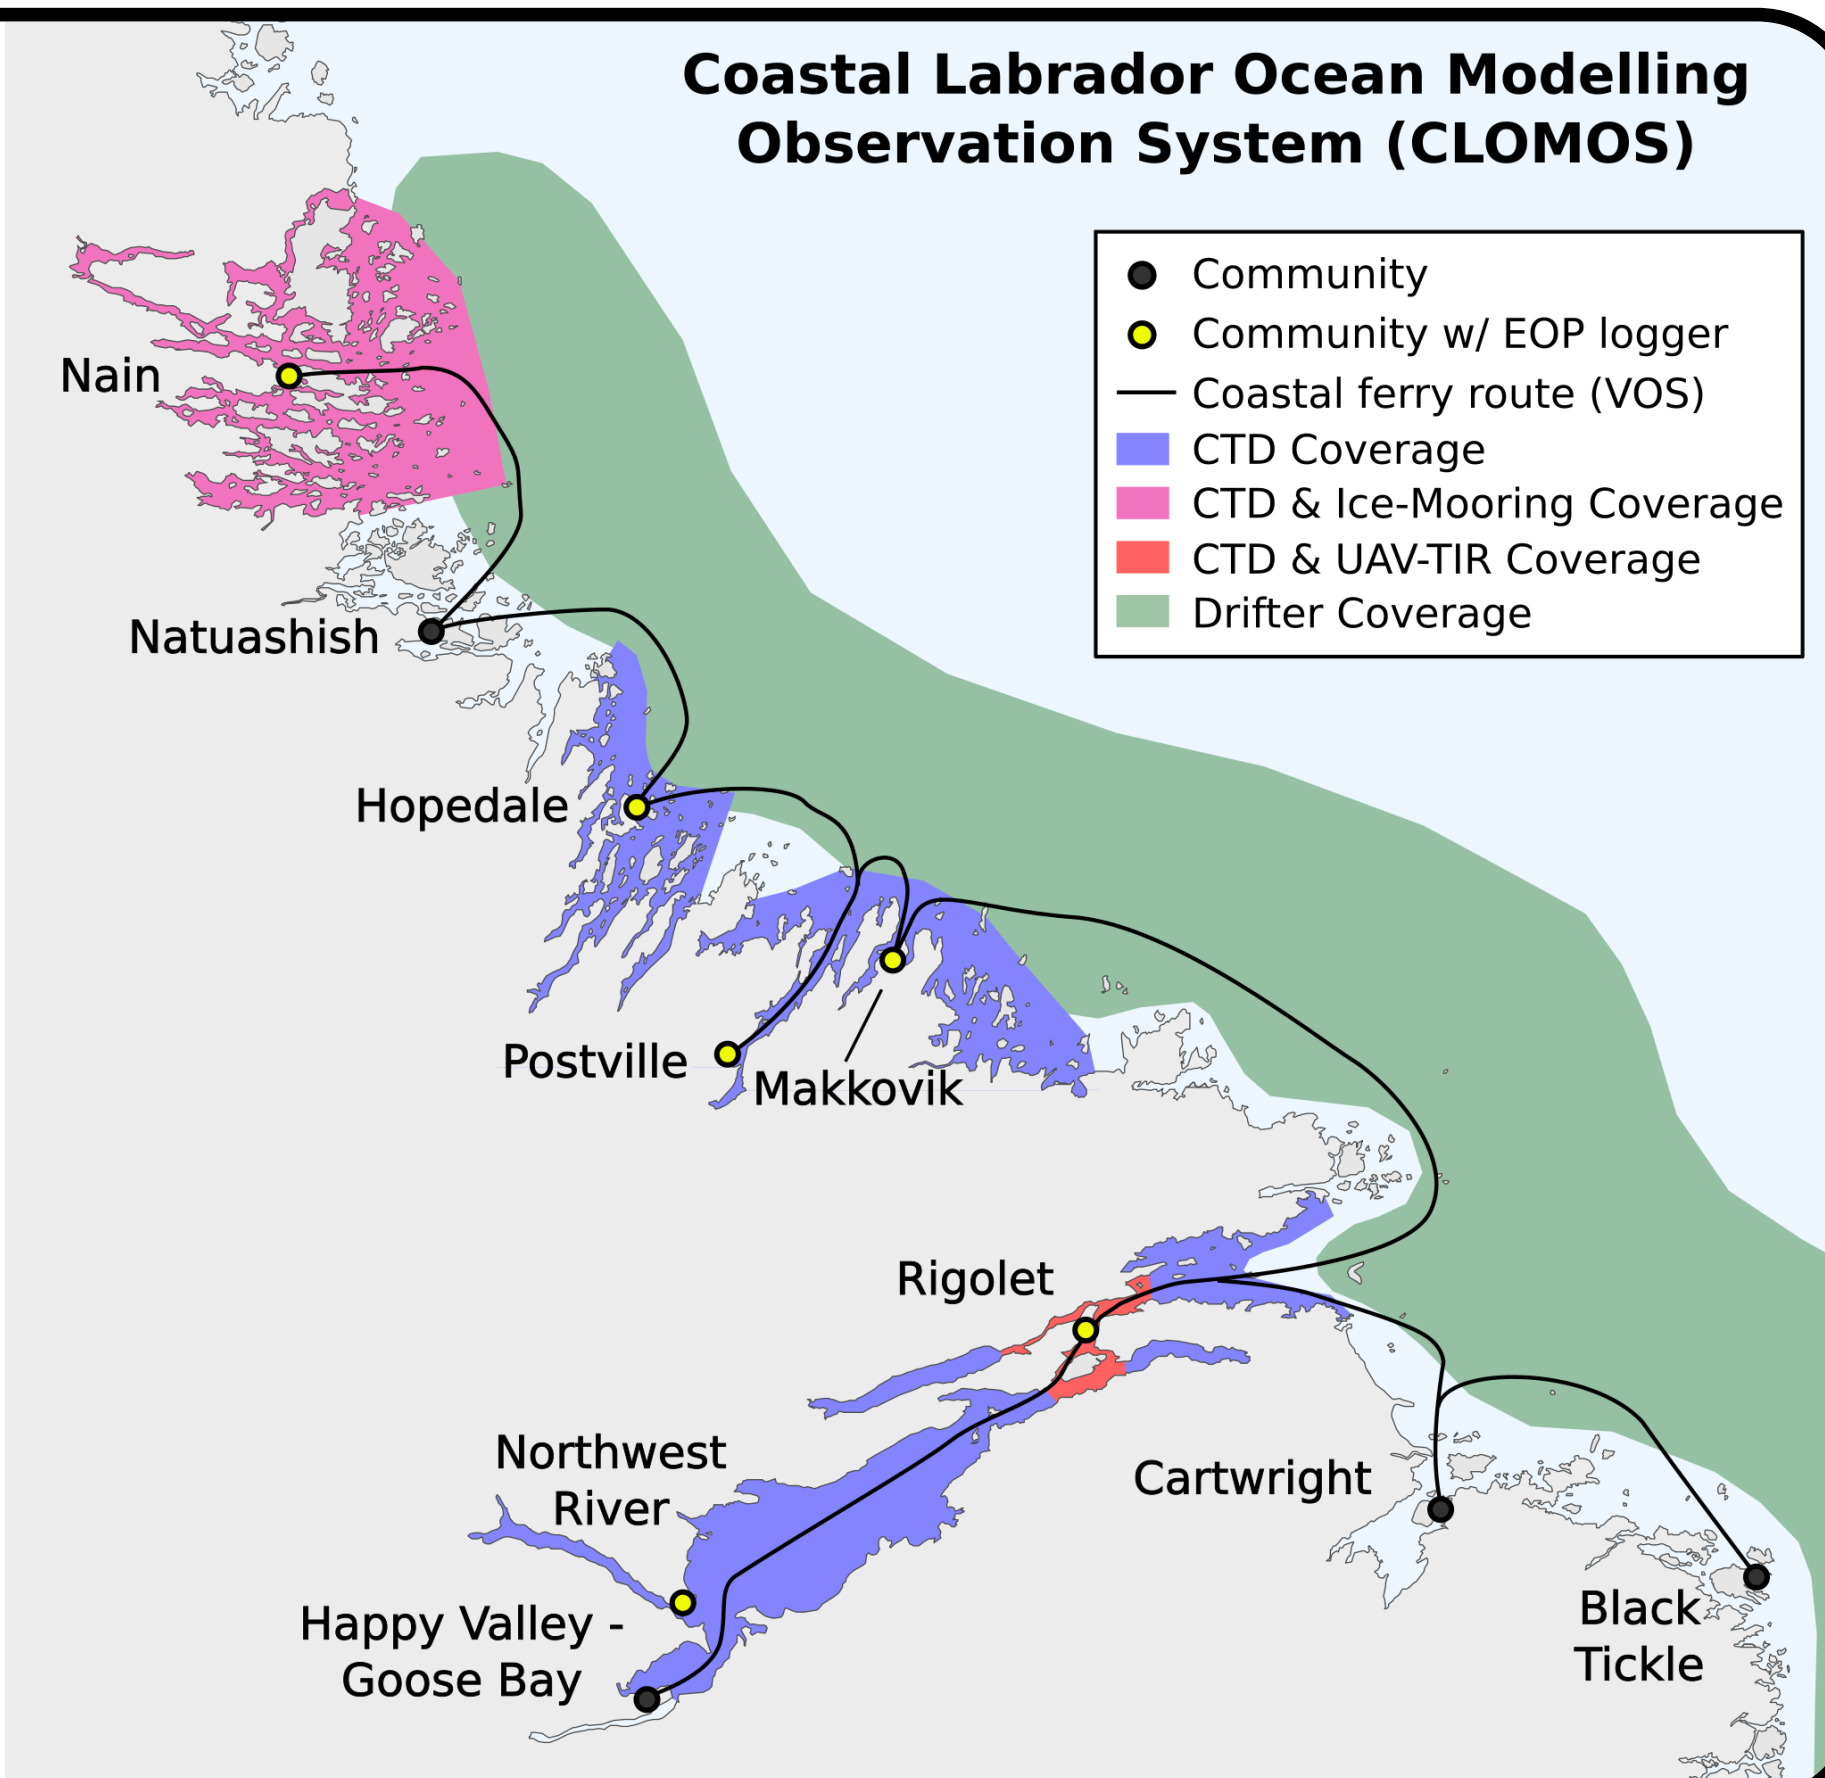 Coastal Labrador Ocean Modelling
Observation System (CLOMOS)
Community
Community w/ EOP logger
Coastal ferry route (VOS)
CTD Coverage
CTD & Ice-Mooring Coverage
CTD & UAV-TIR Coverage
Drifter Coverage
Nain
Natuashish
Hopedale
Postville
Makkovik
Rigolet
Northwest
River
Cartwright
Happy Valley -
Goose Bay
Black
Tickle